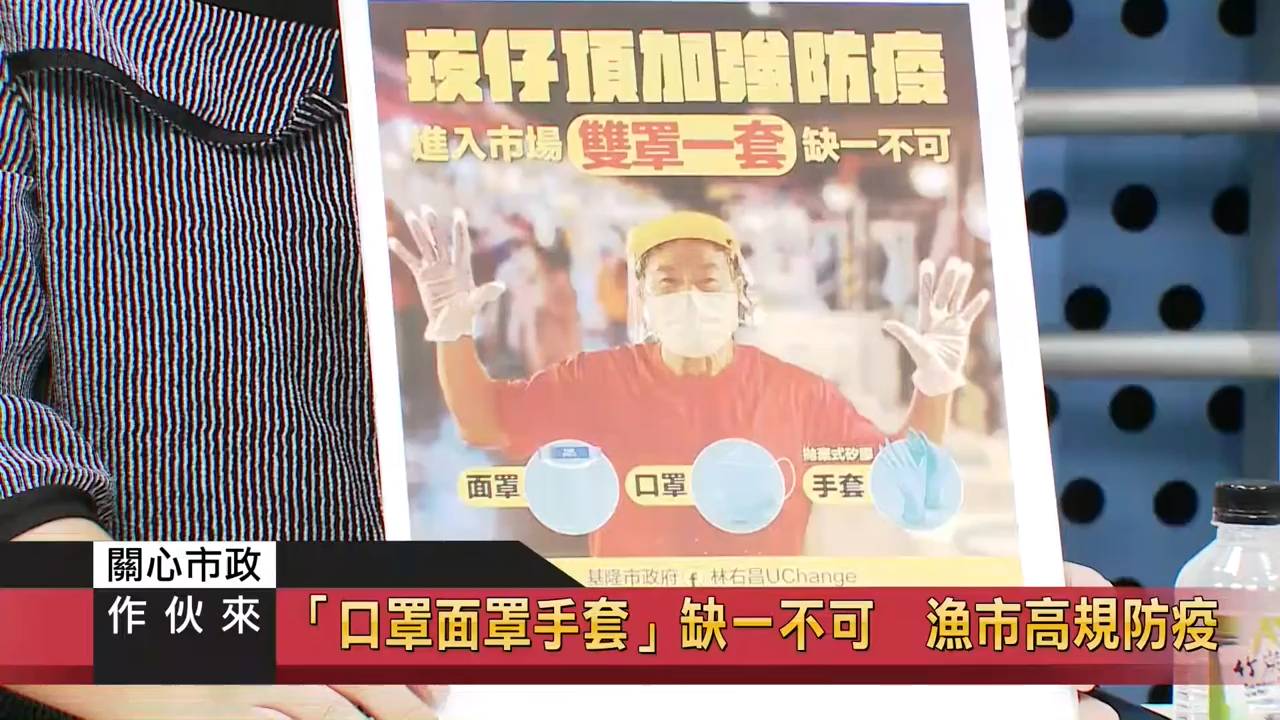 崁仔頂加強防疫
進入市場 雙罩一套 缺一不可
面罩
口罩
拋棄式矽膠
手套
基隆市政府 f 林右昌UChange
關心市政
作伙來
「口罩面罩手套」缺一不可 漁市高規防疫
竹